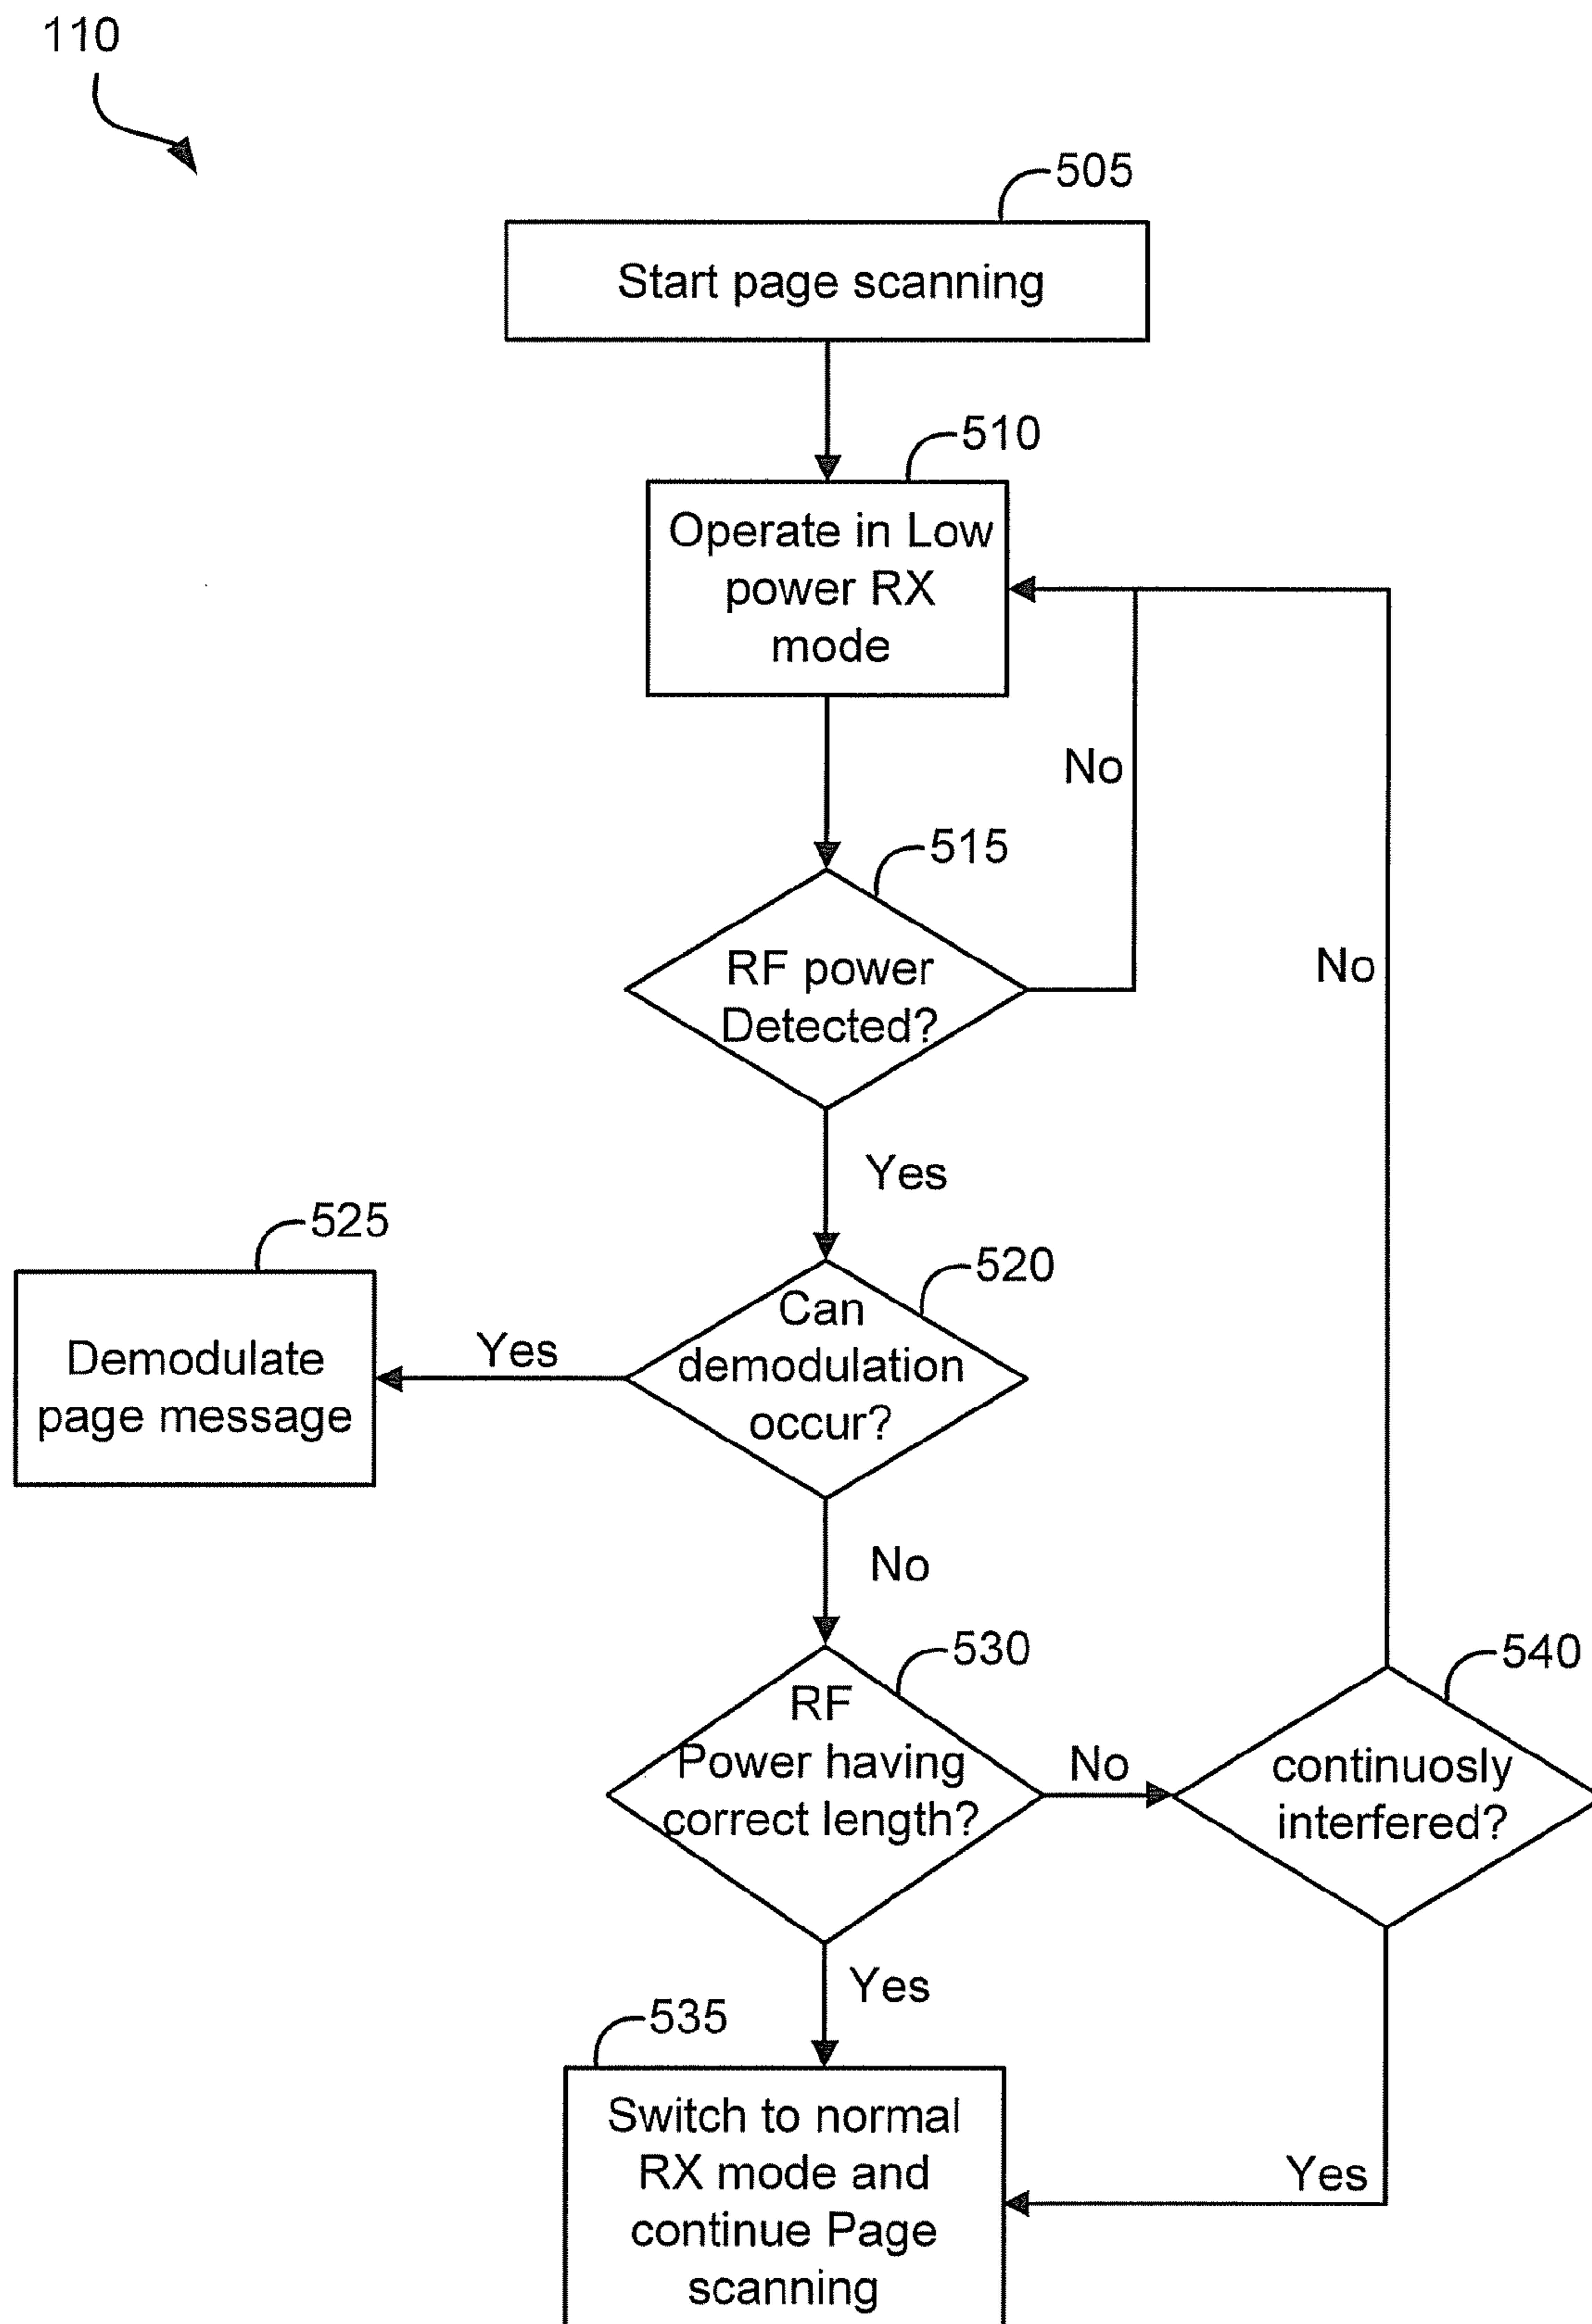 110
505
Start page scanning
510
Operate in Low
power RX
mode
No
515
RF power
Detected?
No
Yes
525
520
Can
demodulation
occur?
Yes
Demodulate
page message
No
530
540
RF
Power having
correct length?
No
continuosly
interfered?
Yes
535
Switch to normal
RX mode and
continue Page
scanning
Yes